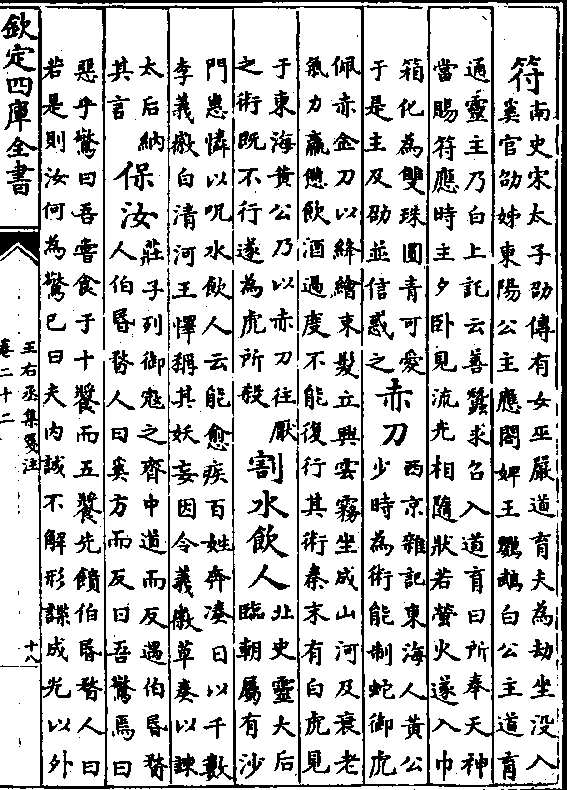 符
南史宋太子劭傳有女巫嚴道育夫為劫坐没入
奚官劭姊東陽公主應閤婢王鸚鵡白公主道育
通靈主乃白上託云善蠶求召入道育曰所奉天神
當賜符應時主夕卧見流光相隨狀若螢火遂入巾
箱化為雙珠圓青可愛
于是主及劭並信惑之
赤刀
西京雜記東海人黃公
少時為術能制蛇御虎
佩赤金刀以絳繒束髮立興雲霧坐成山河及衰老
氣力羸憊飲酒過度不能復行其術秦末有白虎見
于東海黃公乃以赤刀往厭
之術既不行遂為虎所殺
割水飲人
北史靈太后
臨朝屬有沙
門惠憐以呪水飲人云能愈疾百姓奔湊日以千數
李義徽白清河王懌稱其妖妄因令義徽草奏以諫
太后納
其言
保汝
莊子列御寇之齊中道而反遇伯昏瞀
人伯昏瞀人曰奚方而反曰吾驚焉曰
惡乎驚曰吾嘗食于十饗而五饗先饋伯昏瞀人曰
若是則汝何為驚已曰夫内誠不解形諜成光以外
欽定四庫全書
王右丞集箋注
卷二十二
十八